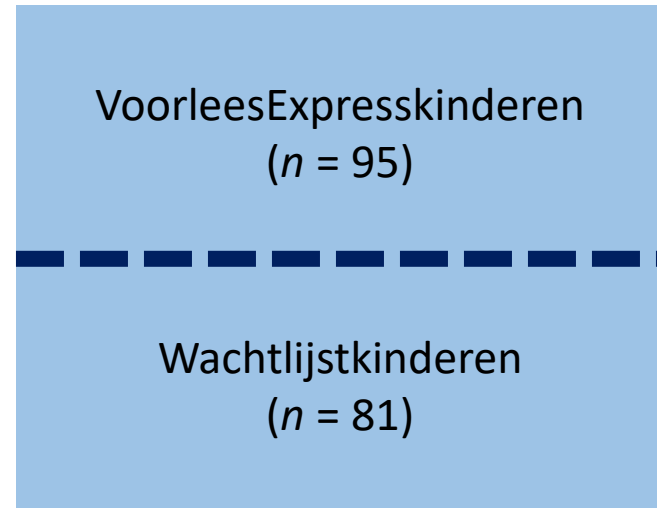 VoorleesExpresskinderen
(n = 95)
Wachtlijstkinderen
(n = 81)